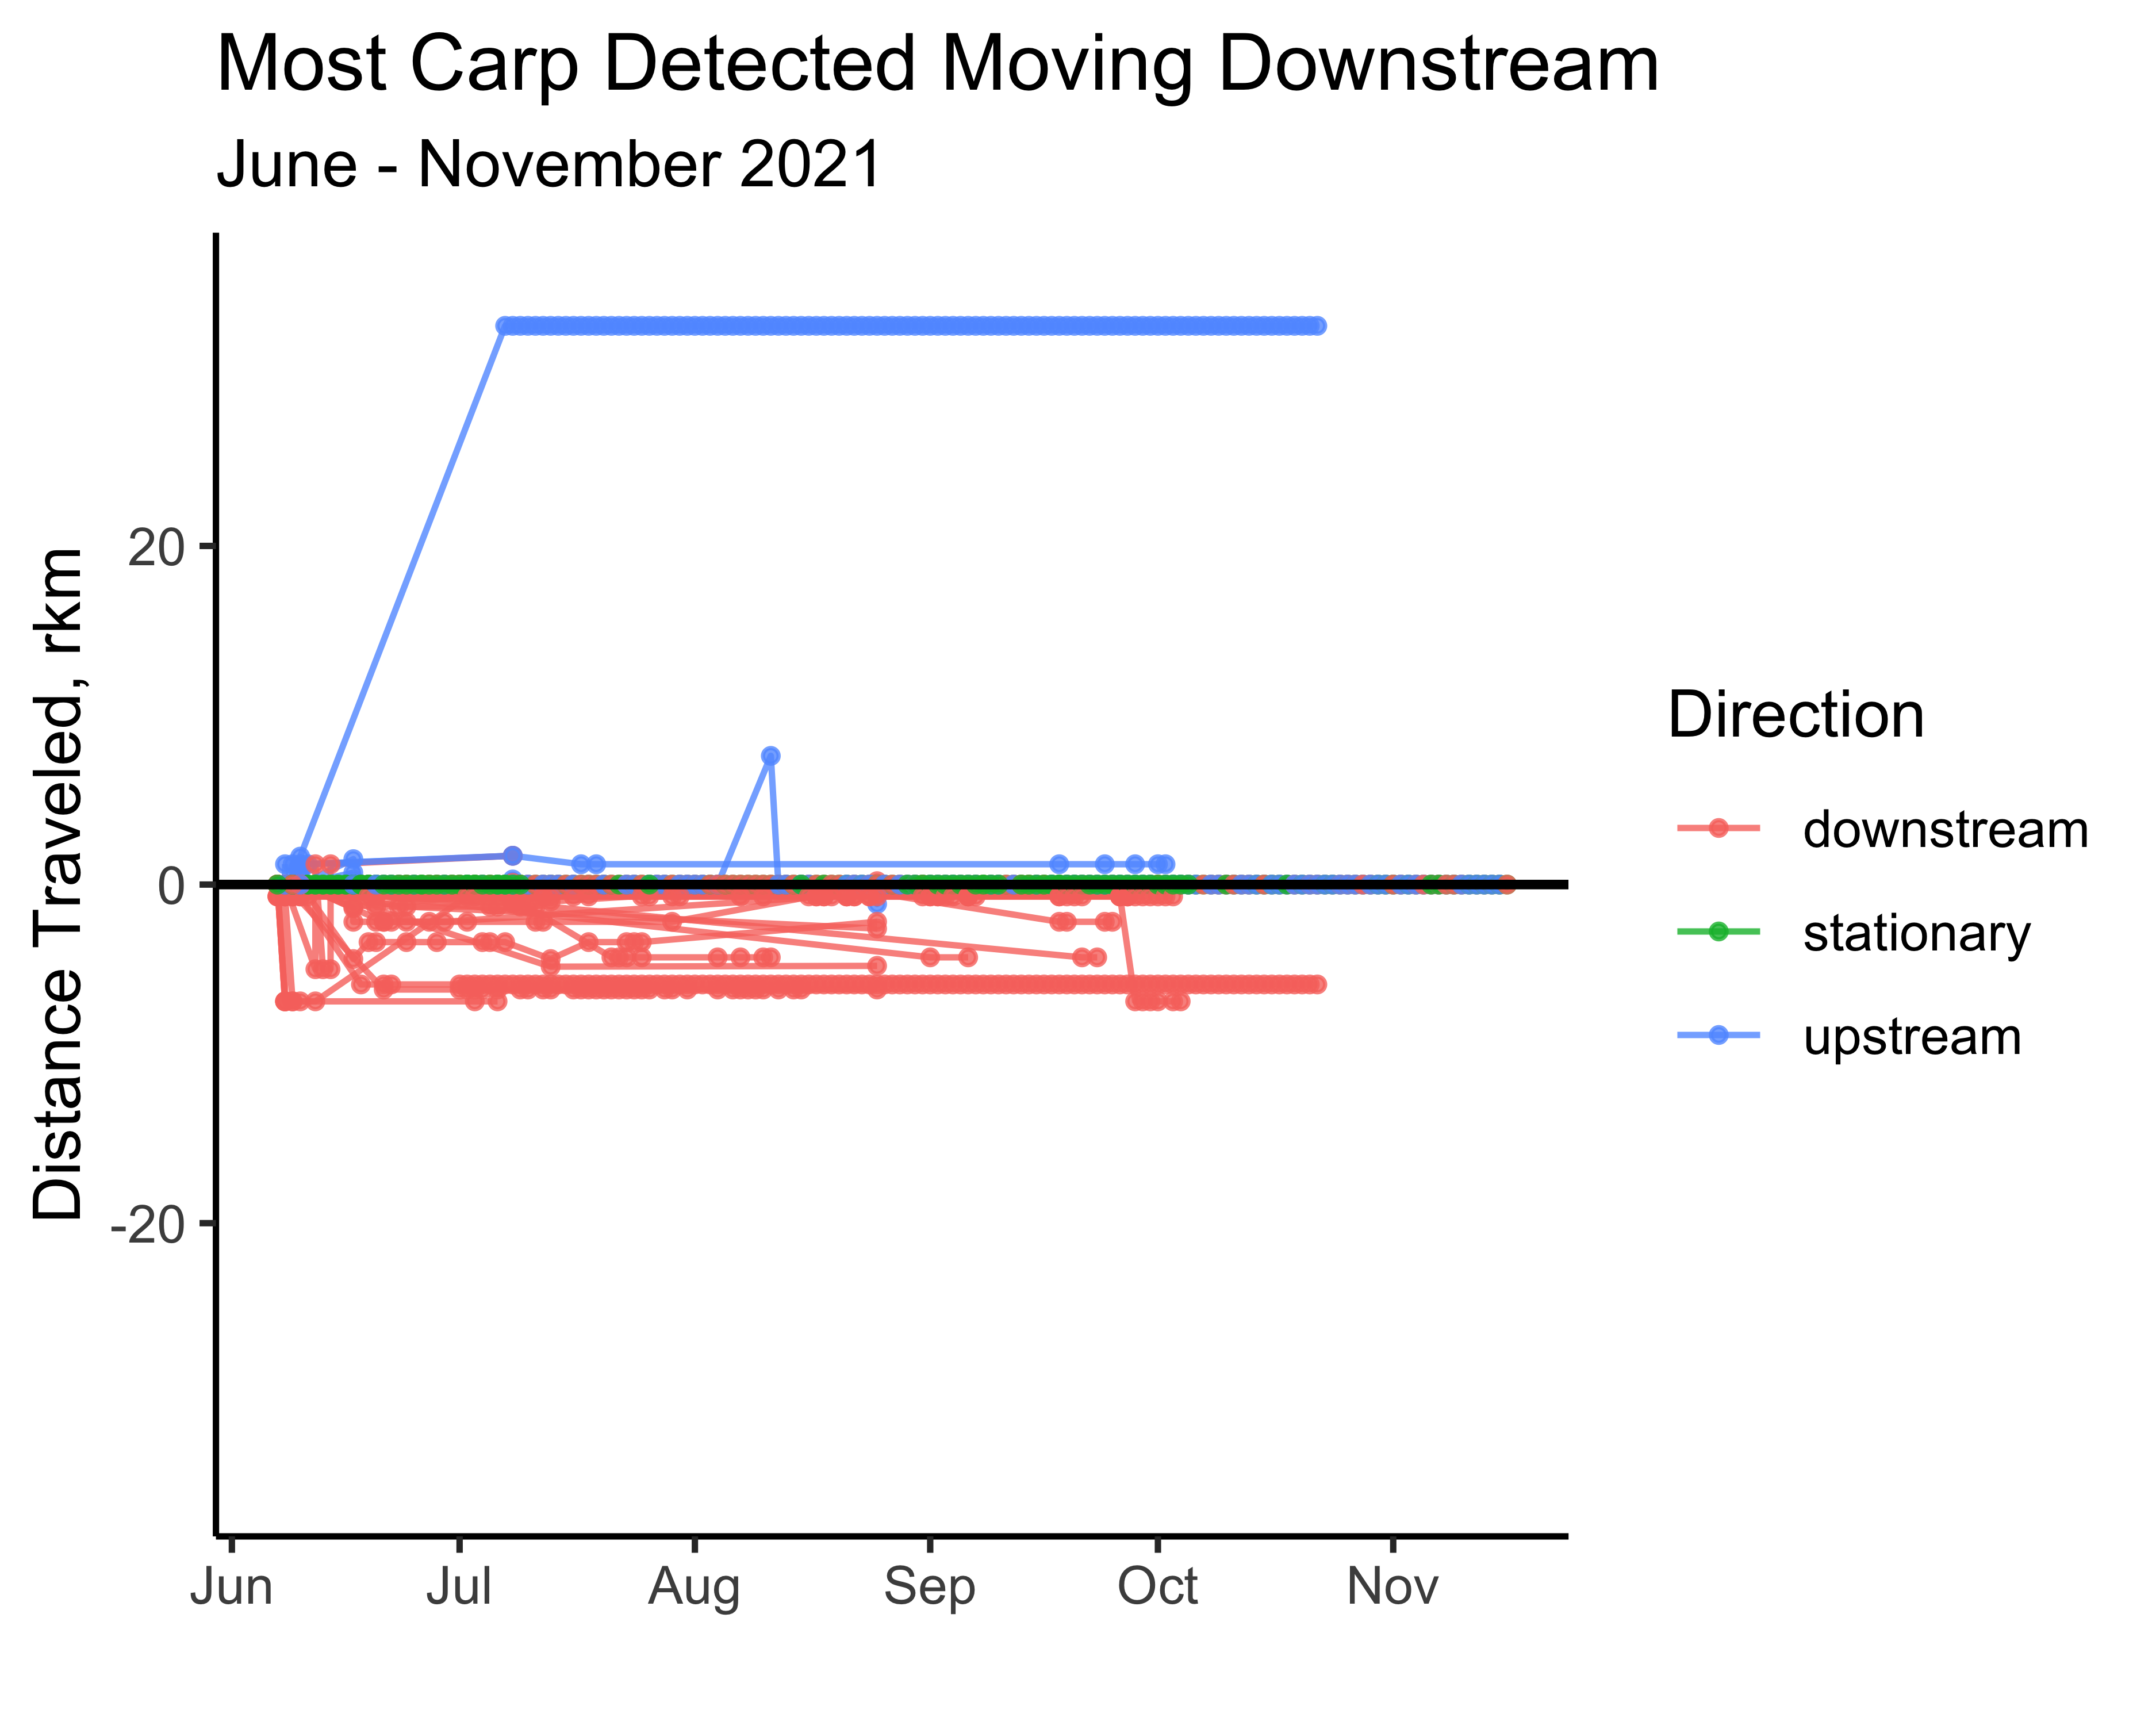 Most Carp Detected Moving Downstream
June - November 2021
Distance Traveled, rkm
20
0
-20
Jun Jul Aug Sep Oct Nov
Direction
downstream
stationary
upstream